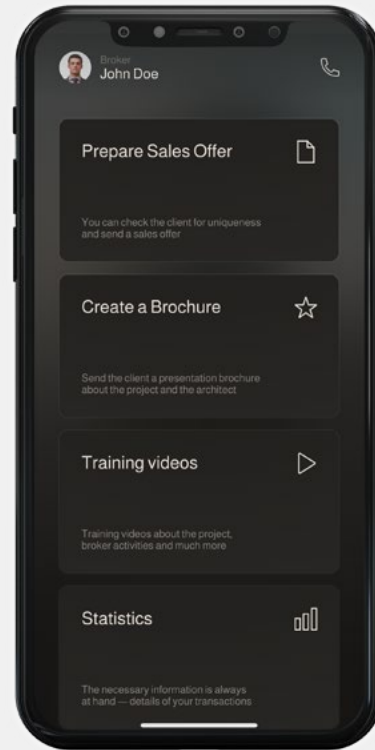 Broker
John Doe
Prepare Sales Offer
You can check the client for uniqueness
and send a sales offer
Create a Brochure
Send the client a presentation brochure
about the project and the architect
Training videos
Training videos about the project,
broker activities and much more
Statistics
The necessary information is always
at hand — details of your transactions